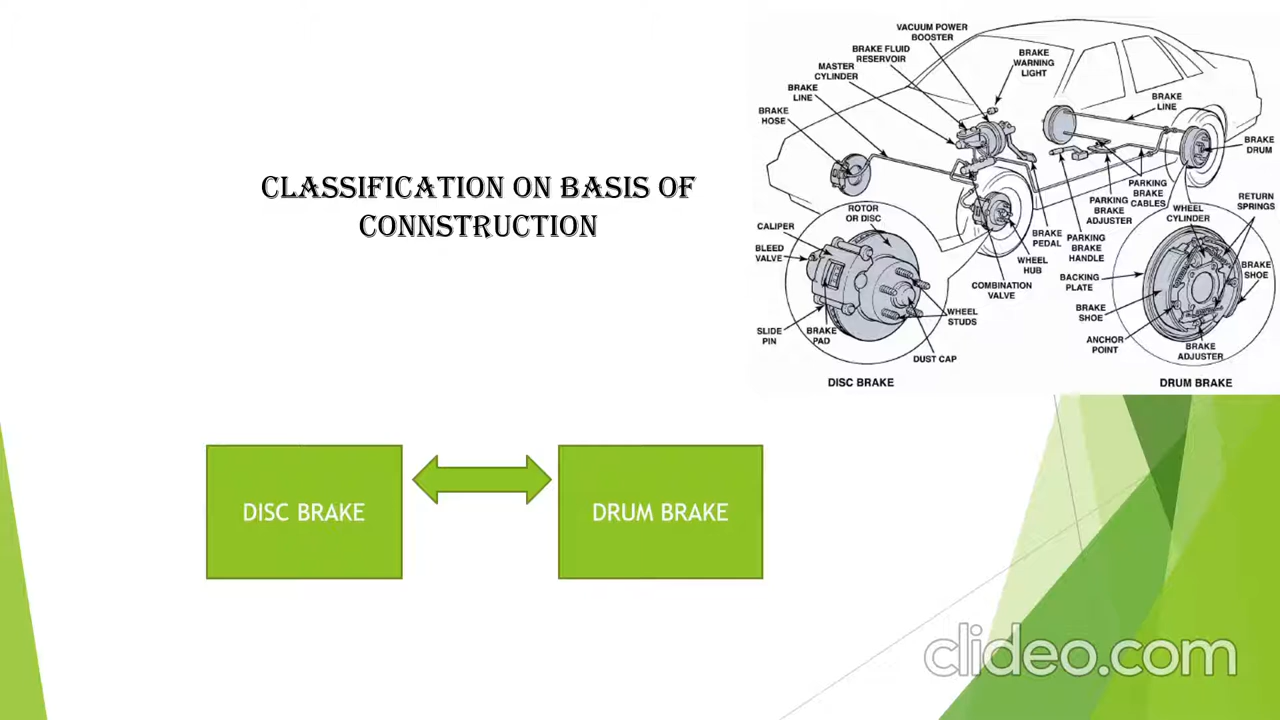 CLASSIFICATION ON BASIS OF
CONNSTRUCTION
VACUUM POWER
BOOSTER
BRAKE FLUID
RESERVOIR
MASTER
CYLINDER
BRAKE
LINE
BRAKE
HOSE
BRAKE
WARNING
LIGHT
BRAKE
LINE
BRAKE
DRUM
PARKING
BRAKE
CABLES
PARKING
BRAKE
ADJUSTER
WHEEL
CYLINDER
RETURN
SPRINGS
ROTOR
OR DISC
CALIPER
BLEED
VALVE
BRAKE
PEDAL
PARKING
BRAKE
HANDLE
WHEEL
HUB
COMBINATION
VALVE
BACKING
PLATE
BRAKE
SHOE
BRAKE
SHOE
WHEEL
STUDS
SLIDE
PIN
BRAKE
PAD
DUST CAP
ANCHOR
POINT
BRAKE
ADJUSTER
DISC BRAKE
DRUM BRAKE
DISC BRAKE
DRUM BRAKE
clideo.com